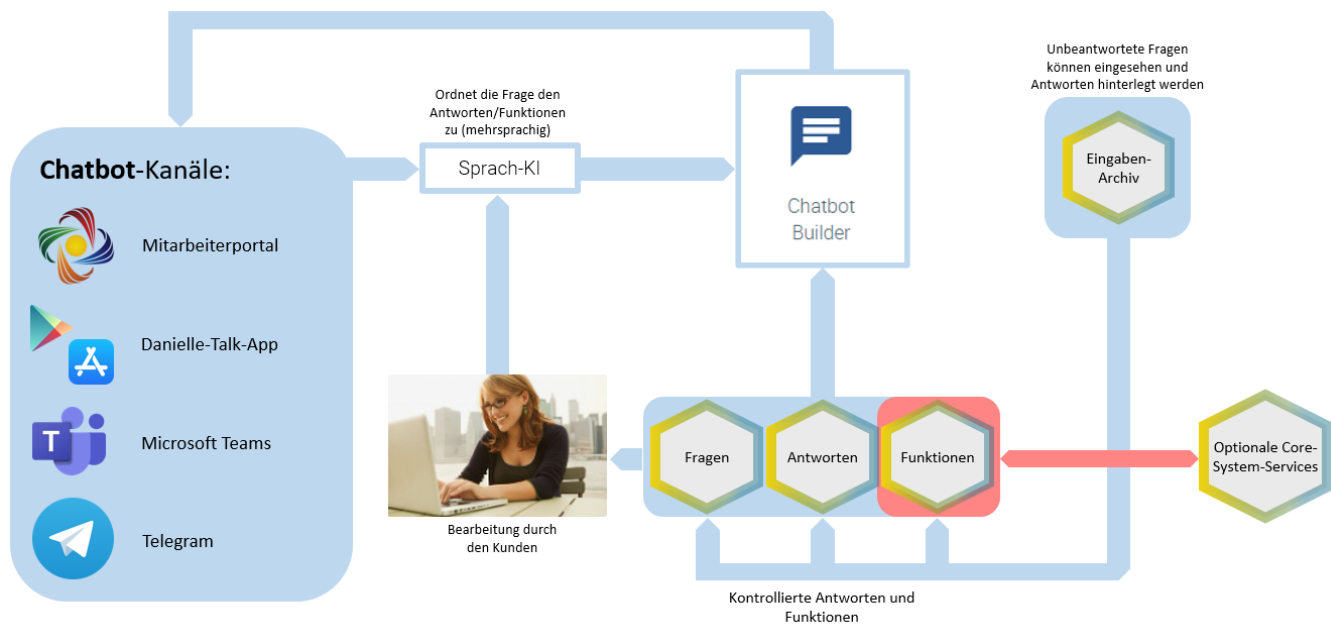 Unbeantwortete Fragen
können eingesehen und
Antworten hinterlegt werden
Ordnet die Frage den
Antworten/Funktionen
zu (mehrsprachig)
Chatbot-Kanäle:
Sprach-KI
Eingaben-
Archiv
Chatbot
Builder
Mitarbeiterportal
Danielle-Talk-App
T
Microsoft Teams
Fragen
Antworten
Funktionen
Optionale Core-
System-Services
Bearbeitung durch
den Kunden
Telegram
Kontrollierte Antworten und
Funktionen